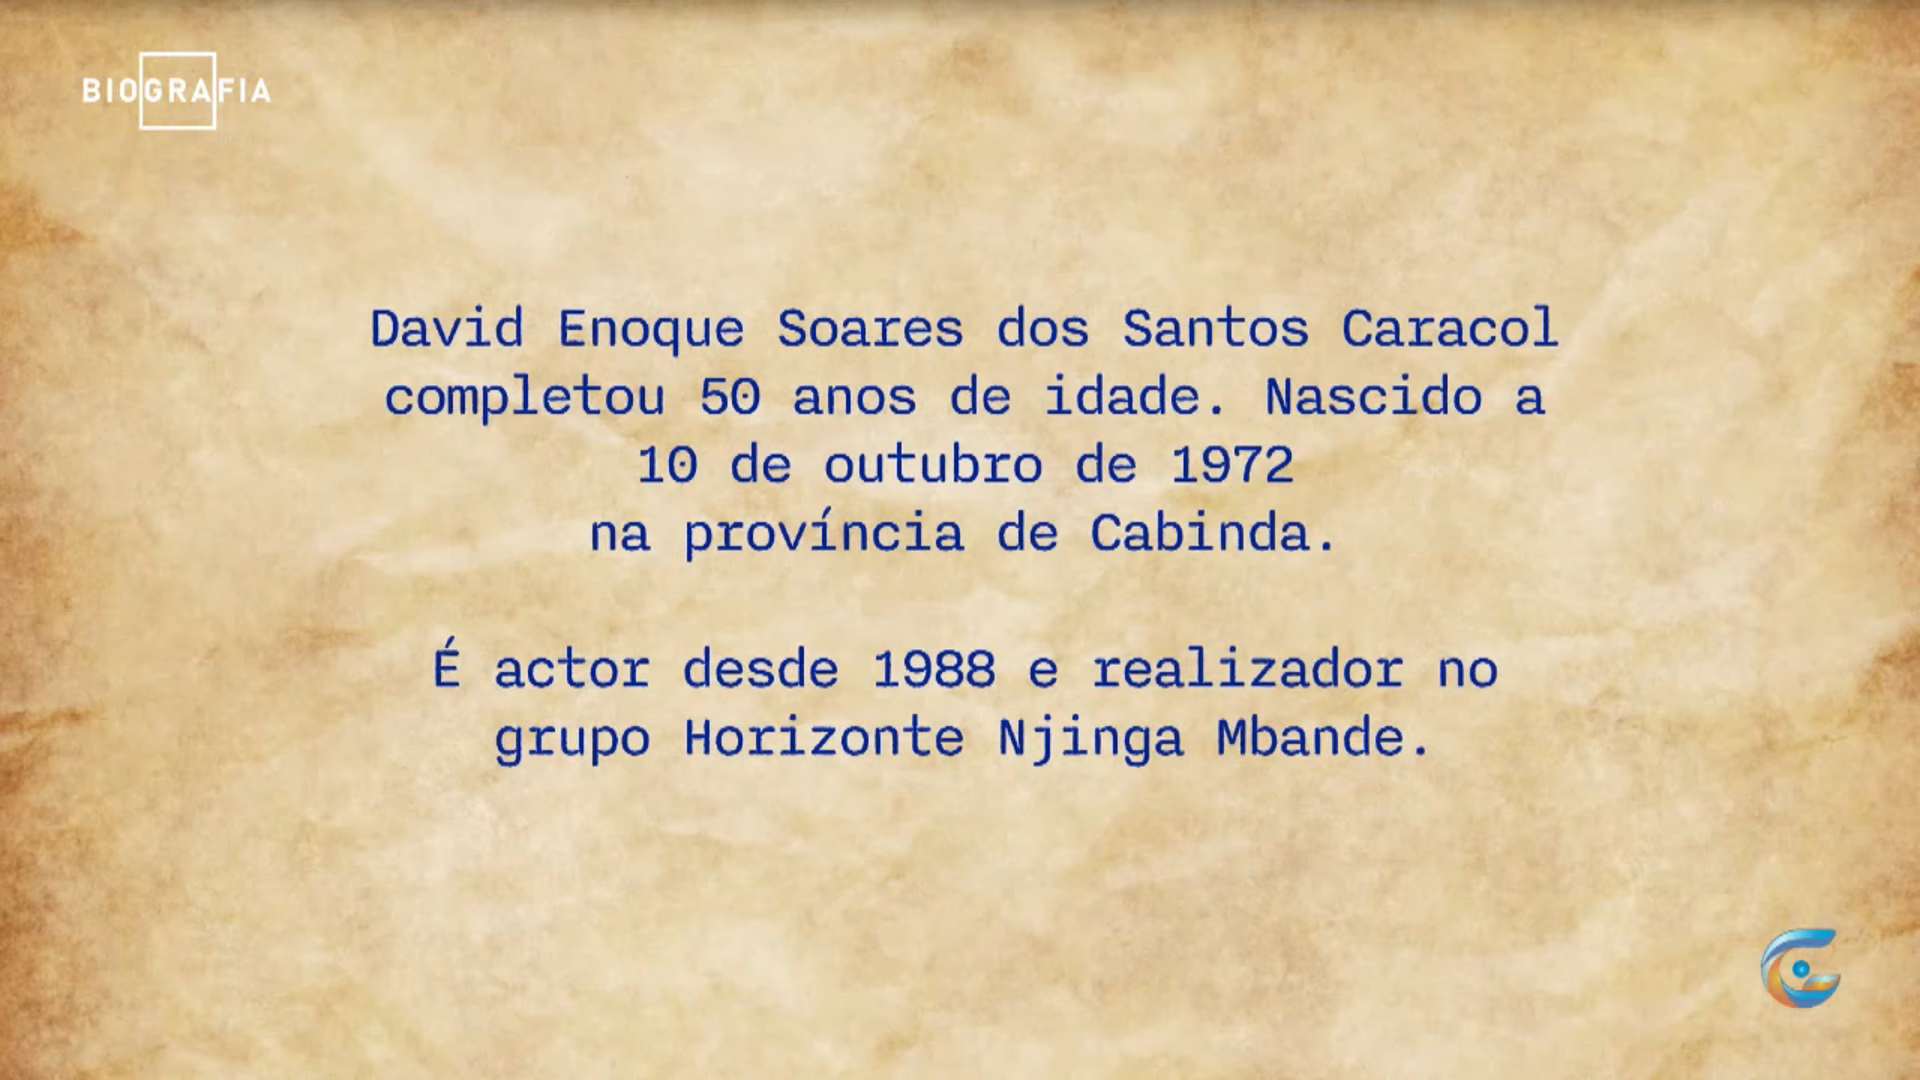 BIOGRAFIA
David Enoque Soares dos Santos Caracol
completou 50 anos de idade. Nascido a
10 de outubro de 1972
na província de Cabinda.
É actor desde 1988 e realizador no
grupo Horizonte Njinga Mbande.